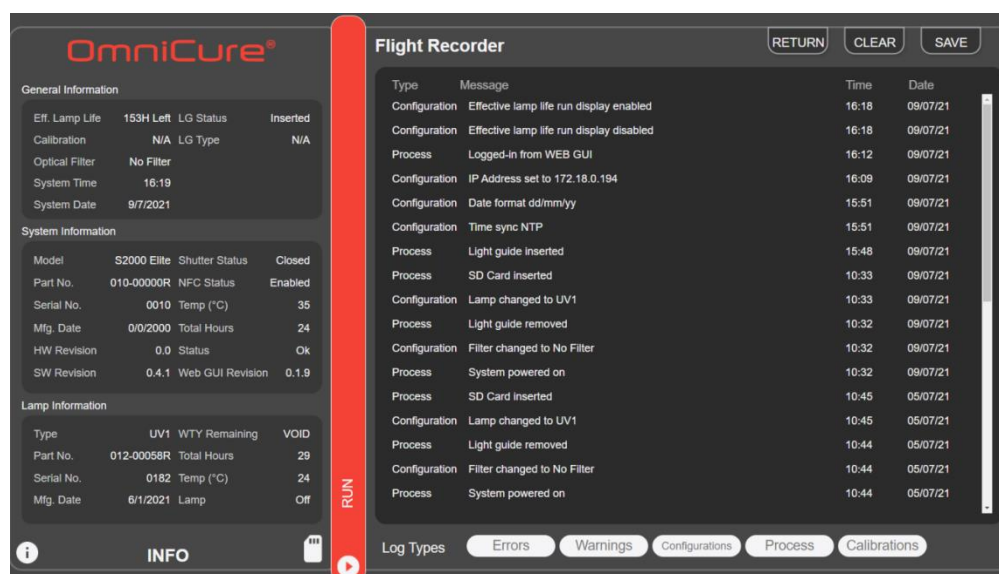 OmniCure®
General Information
Eff. Lamp Life 153H Left LG Status Inserted
Calibration N/A LG Type N/A
Optical Filter No Filter
System Time 16:19
System Date 9/7/2021
System Information
Model S2000 Elite Shutter Status Closed
Part No. 010-00000R NFC Status Enabled
Serial No. 0010 Temp (°C) 35
Mfg. Date 0/0/2000 Total Hours 24
HW Revision 0.0 Status Ok
SW Revision 0.4.1 Web GUI Revision 0.1.9
Lamp Information
Type UV1 WTY Remaining VOID
Part No. 012-00058R Total Hours 29
Serial No. 0182 Temp (°C) 24
Mfg. Date 6/1/2021 Lamp Off
INFO
RUN
Flight Recorder RETURN CLEAR SAVE
Type Message Time Date
Configuration Effective lamp life run display enabled 16:18 09/07/21
Configuration Effective lamp life run display disabled 16:18 09/07/21
Process Logged-in from WEB GUI 16:12 09/07/21
Configuration IP Address set to 172.18.0.194 16:09 09/07/21
Configuration Date format dd/mm/yy 15:51 09/07/21
Configuration Time sync NTP 15:51 09/07/21
Process Light guide inserted 15:48 09/07/21
Process SD Card inserted 10:33 09/07/21
Configuration Lamp changed to UV1 10:33 09/07/21
Process Light guide removed 10:32 09/07/21
Configuration Filter changed to No Filter 10:32 09/07/21
Process System powered on 10:32 09/07/21
Process SD Card inserted 10:45 05/07/21
Configuration Lamp changed to UV1 10:45 05/07/21
Process Light guide removed 10:44 05/07/21
Configuration Filter changed to No Filter 10:44 05/07/21
Process System powered on 10:44 05/07/21
Log Types Errors Warnings Configurations Process Calibrations